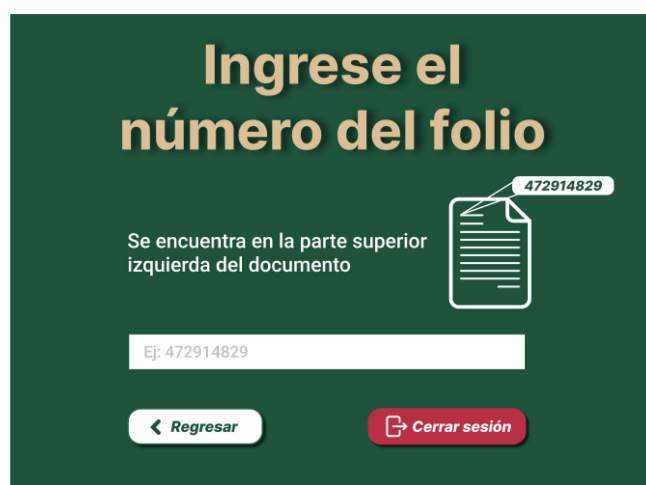 Ingrese el
número del folio
472914829
Se encuentra en la parte superior
izquierda del documento
Ej: 472914829
Regresar
Cerrar sesión